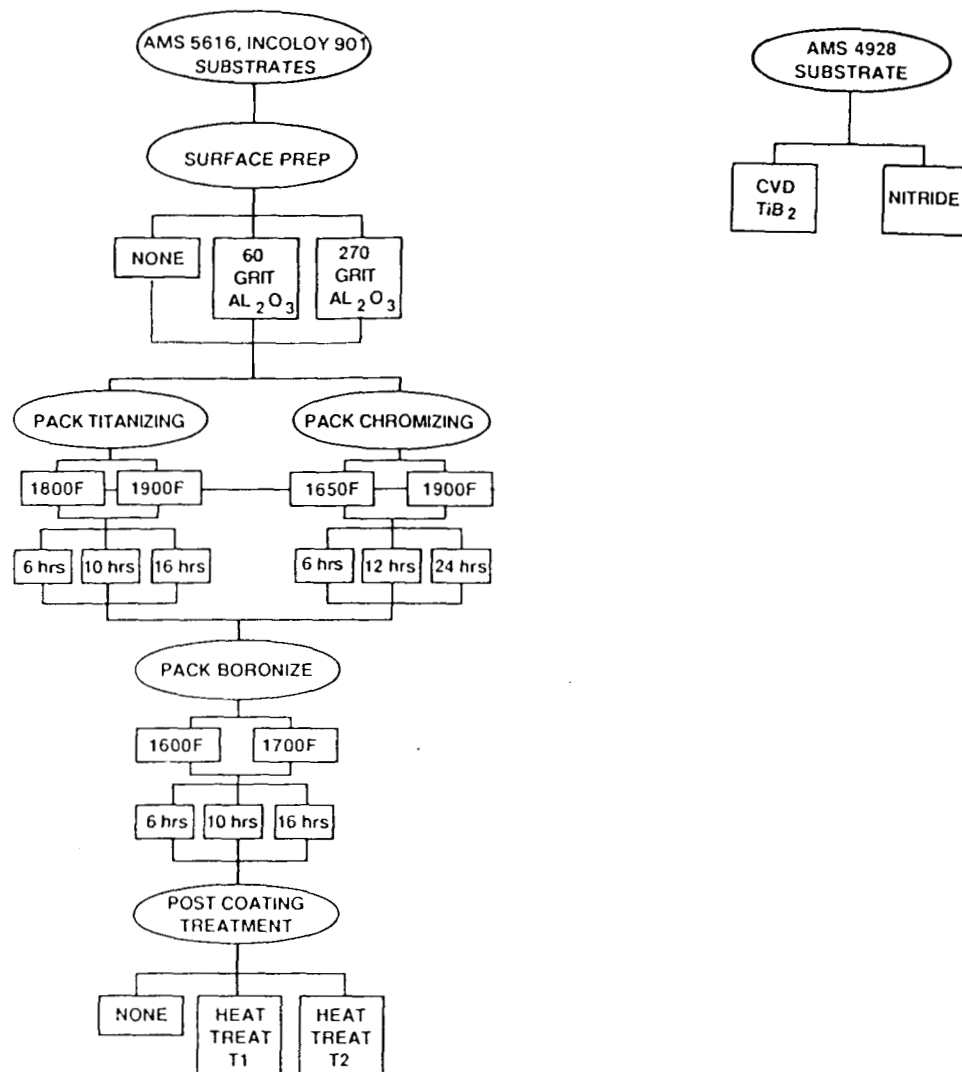 AMS 5616, INCOLOY 901
SUBSTRATES
SURFACE PREP
NONE
60
GRIT
AL2O3
270
GRIT
AL2O3
PACK TITANIZING
PACK CHROMIZING
1800F
1900F
1650F
1900F
6 hrs
10 hrs
16 hrs
6 hrs
12 hrs
24 hrs
PACK BORONIZE
1600F
1700F
6 hrs
10 hrs
16 hrs
POST COATING
TREATMENT
NONE
HEAT
TREAT
T1
HEAT
TREAT
T2
AMS 4928
SUBSTRATE
CVD
TiB2
NITRIDE